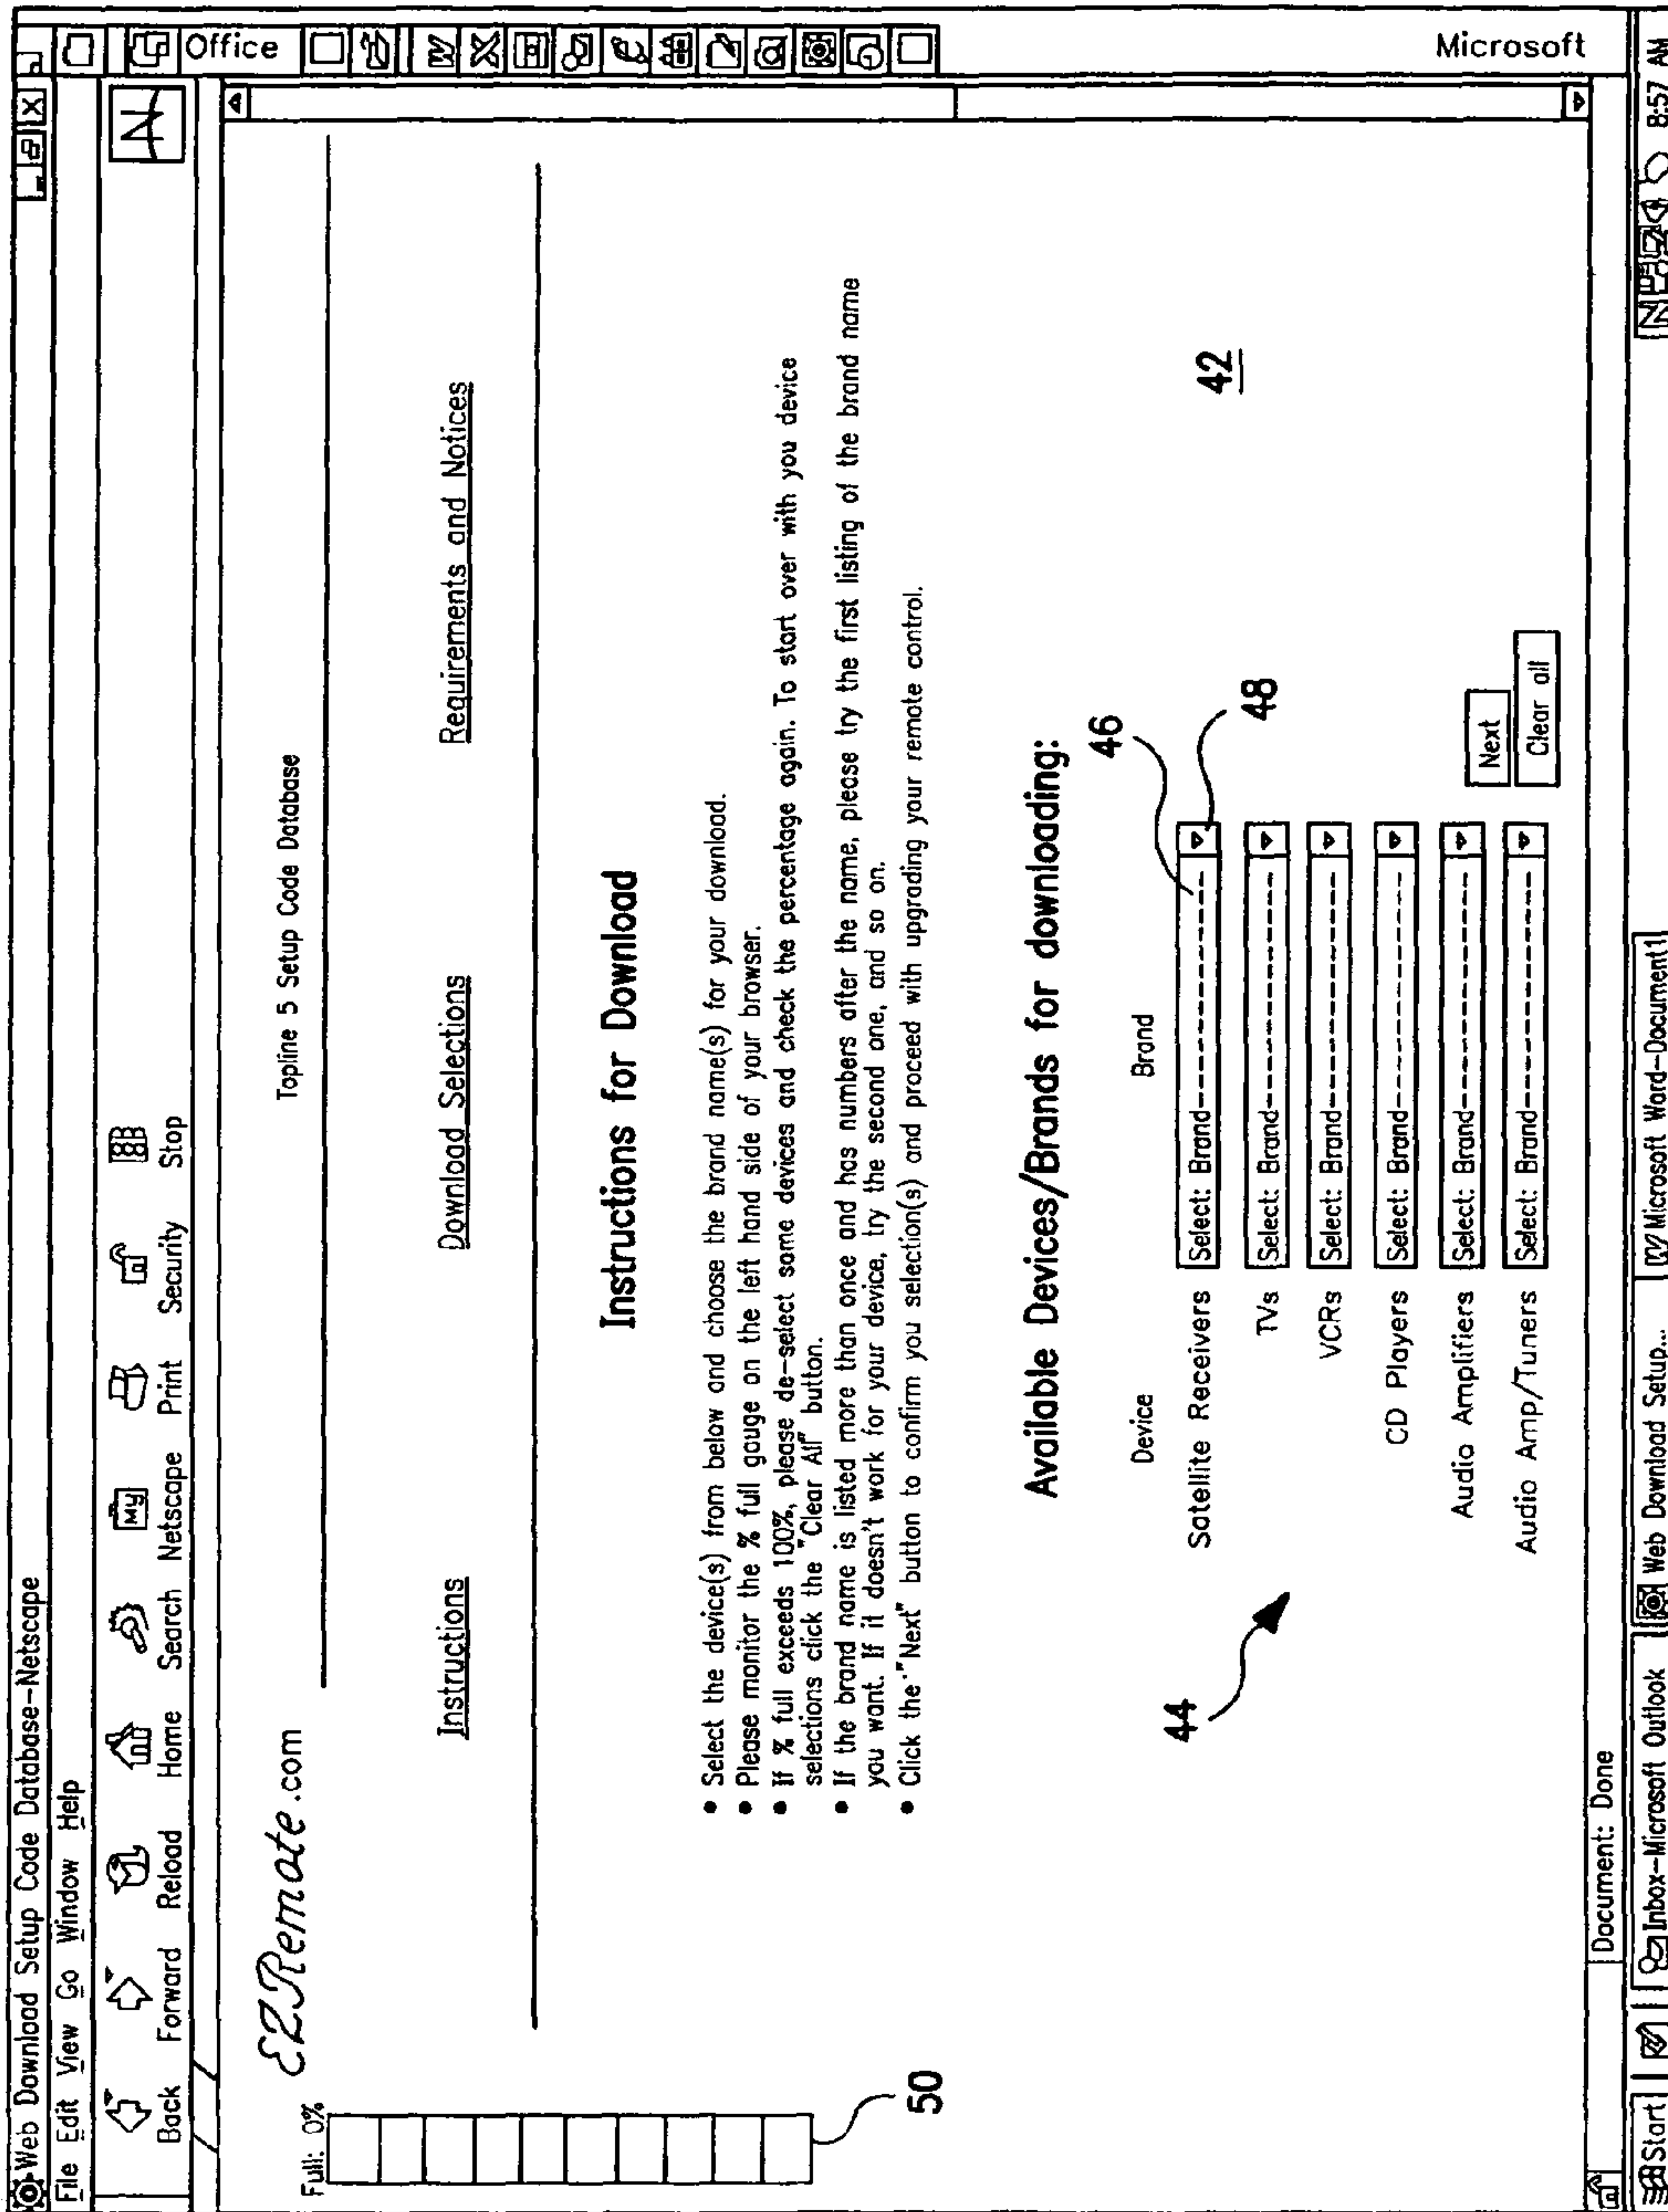 Web Download Setup Code Database-Netscape
File Edit View Go Window Help
Back Forward Reload Home Search Netscape Print Security Stop
N
Office
Microsoft
EZRemote.com
Topline 5 Setup Code Database
Full: 0%
50
Instructions Download Selections Requirements and Notices
Instructions for Download
• Select the device(s) from below and choose the brand name(s) for your download.
• Please monitor the % full gauge on the left hand side of your browser.
• If % full exceeds 100%, please de-select some devices and check the percentage again. To start over with you device
selections click the "Clear All" button.
• If the brand name is listed more than once and has numbers after the name, please try the first listing of the brand name
you want. If it doesn't work for your device, try the second one, and so on.
• Click the "Next" button to confirm you selection(s) and proceed with upgrading your remote control.
Available Devices/Brands for downloading:
42
44
46
48
Device Brand
Satellite Receivers Select: Brand---------------
TVs Select: Brand---------------
VCRs Select: Brand---------------
CD Players Select: Brand---------------
Audio Amplifiers Select: Brand---------------
Audio Amp/Tuners Select: Brand---------------
Next
Clear all
Document: Done
Start Inbox-Microsoft Outlook Web Download Setup... Microsoft Word-Document1 8:57 AM